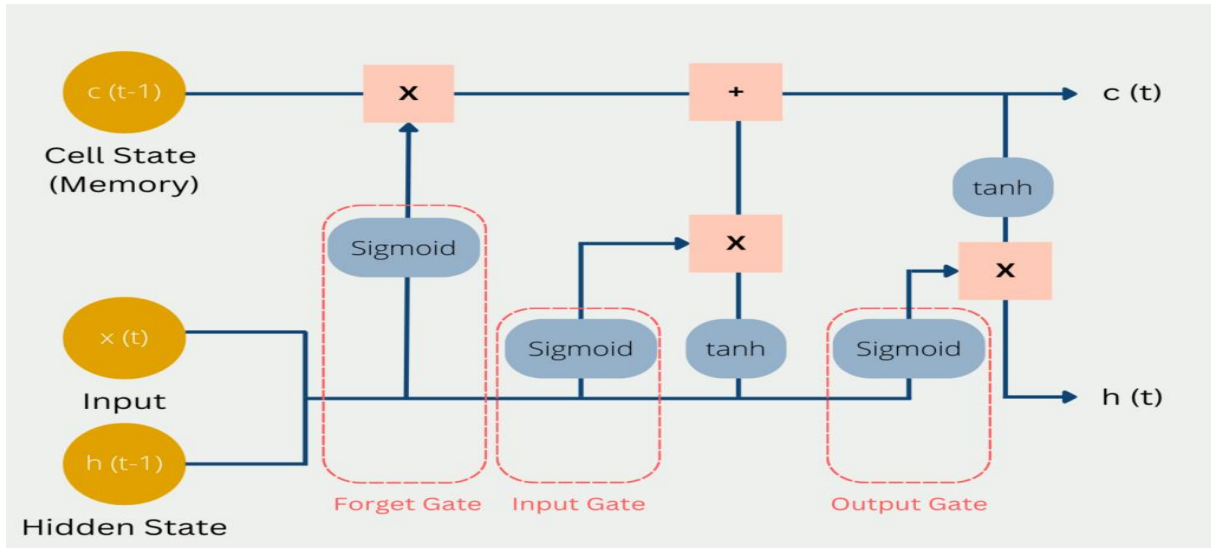 c (t-1)
X
+
c (t)
Cell State
(Memory)
tanh
Sigmoid
X
X
x (t)
Sigmoid
tanh
Sigmoid
Input
h (t)
h (t-1)
Forget Gate
Input Gate
Output Gate
Hidden State